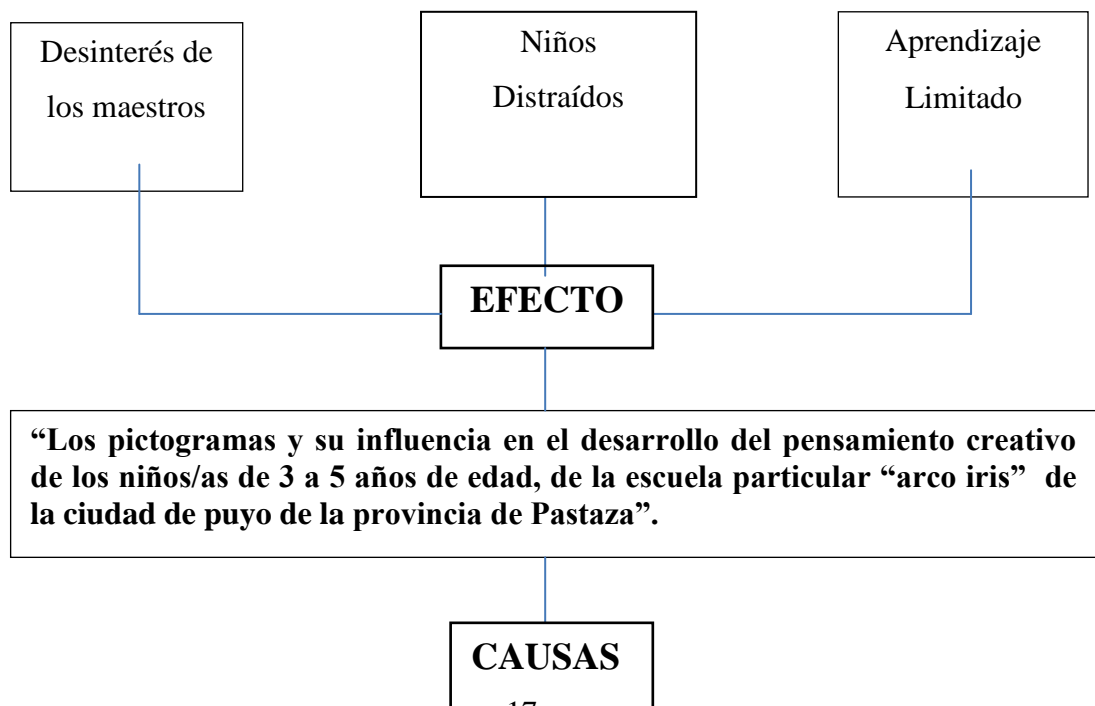 Desinterés de
los maestros
Niños
Distraídos
Aprendizaje
Limitado
EFECTO
“Los pictogramas y su influencia en el desarrollo del pensamiento creativo
de los niños/as de 3 a 5 años de edad, de la escuela particular “arco iris” de
la ciudad de puyo de la provincia de Pastaza”.
CAUSAS
17